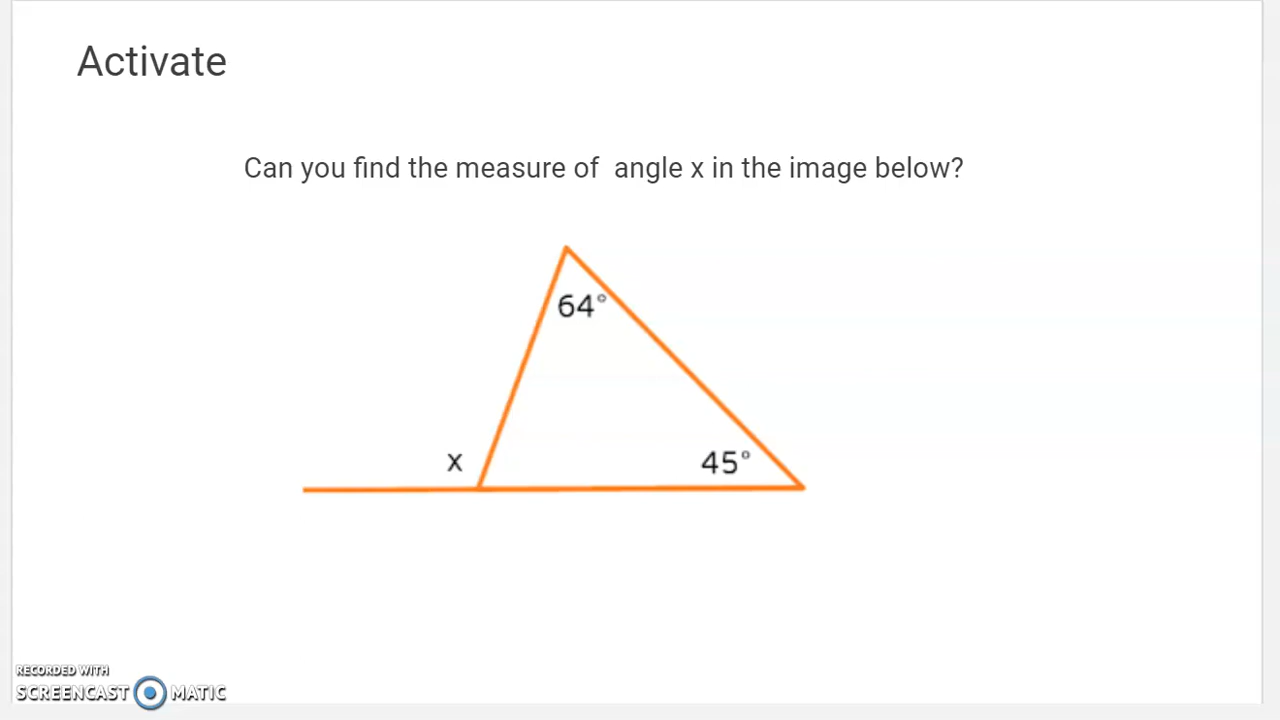 Activate
Can you find the measure of  angle x in the image below?
64°
x
45°
RECORDED WITH
SCREENCAST MATIC